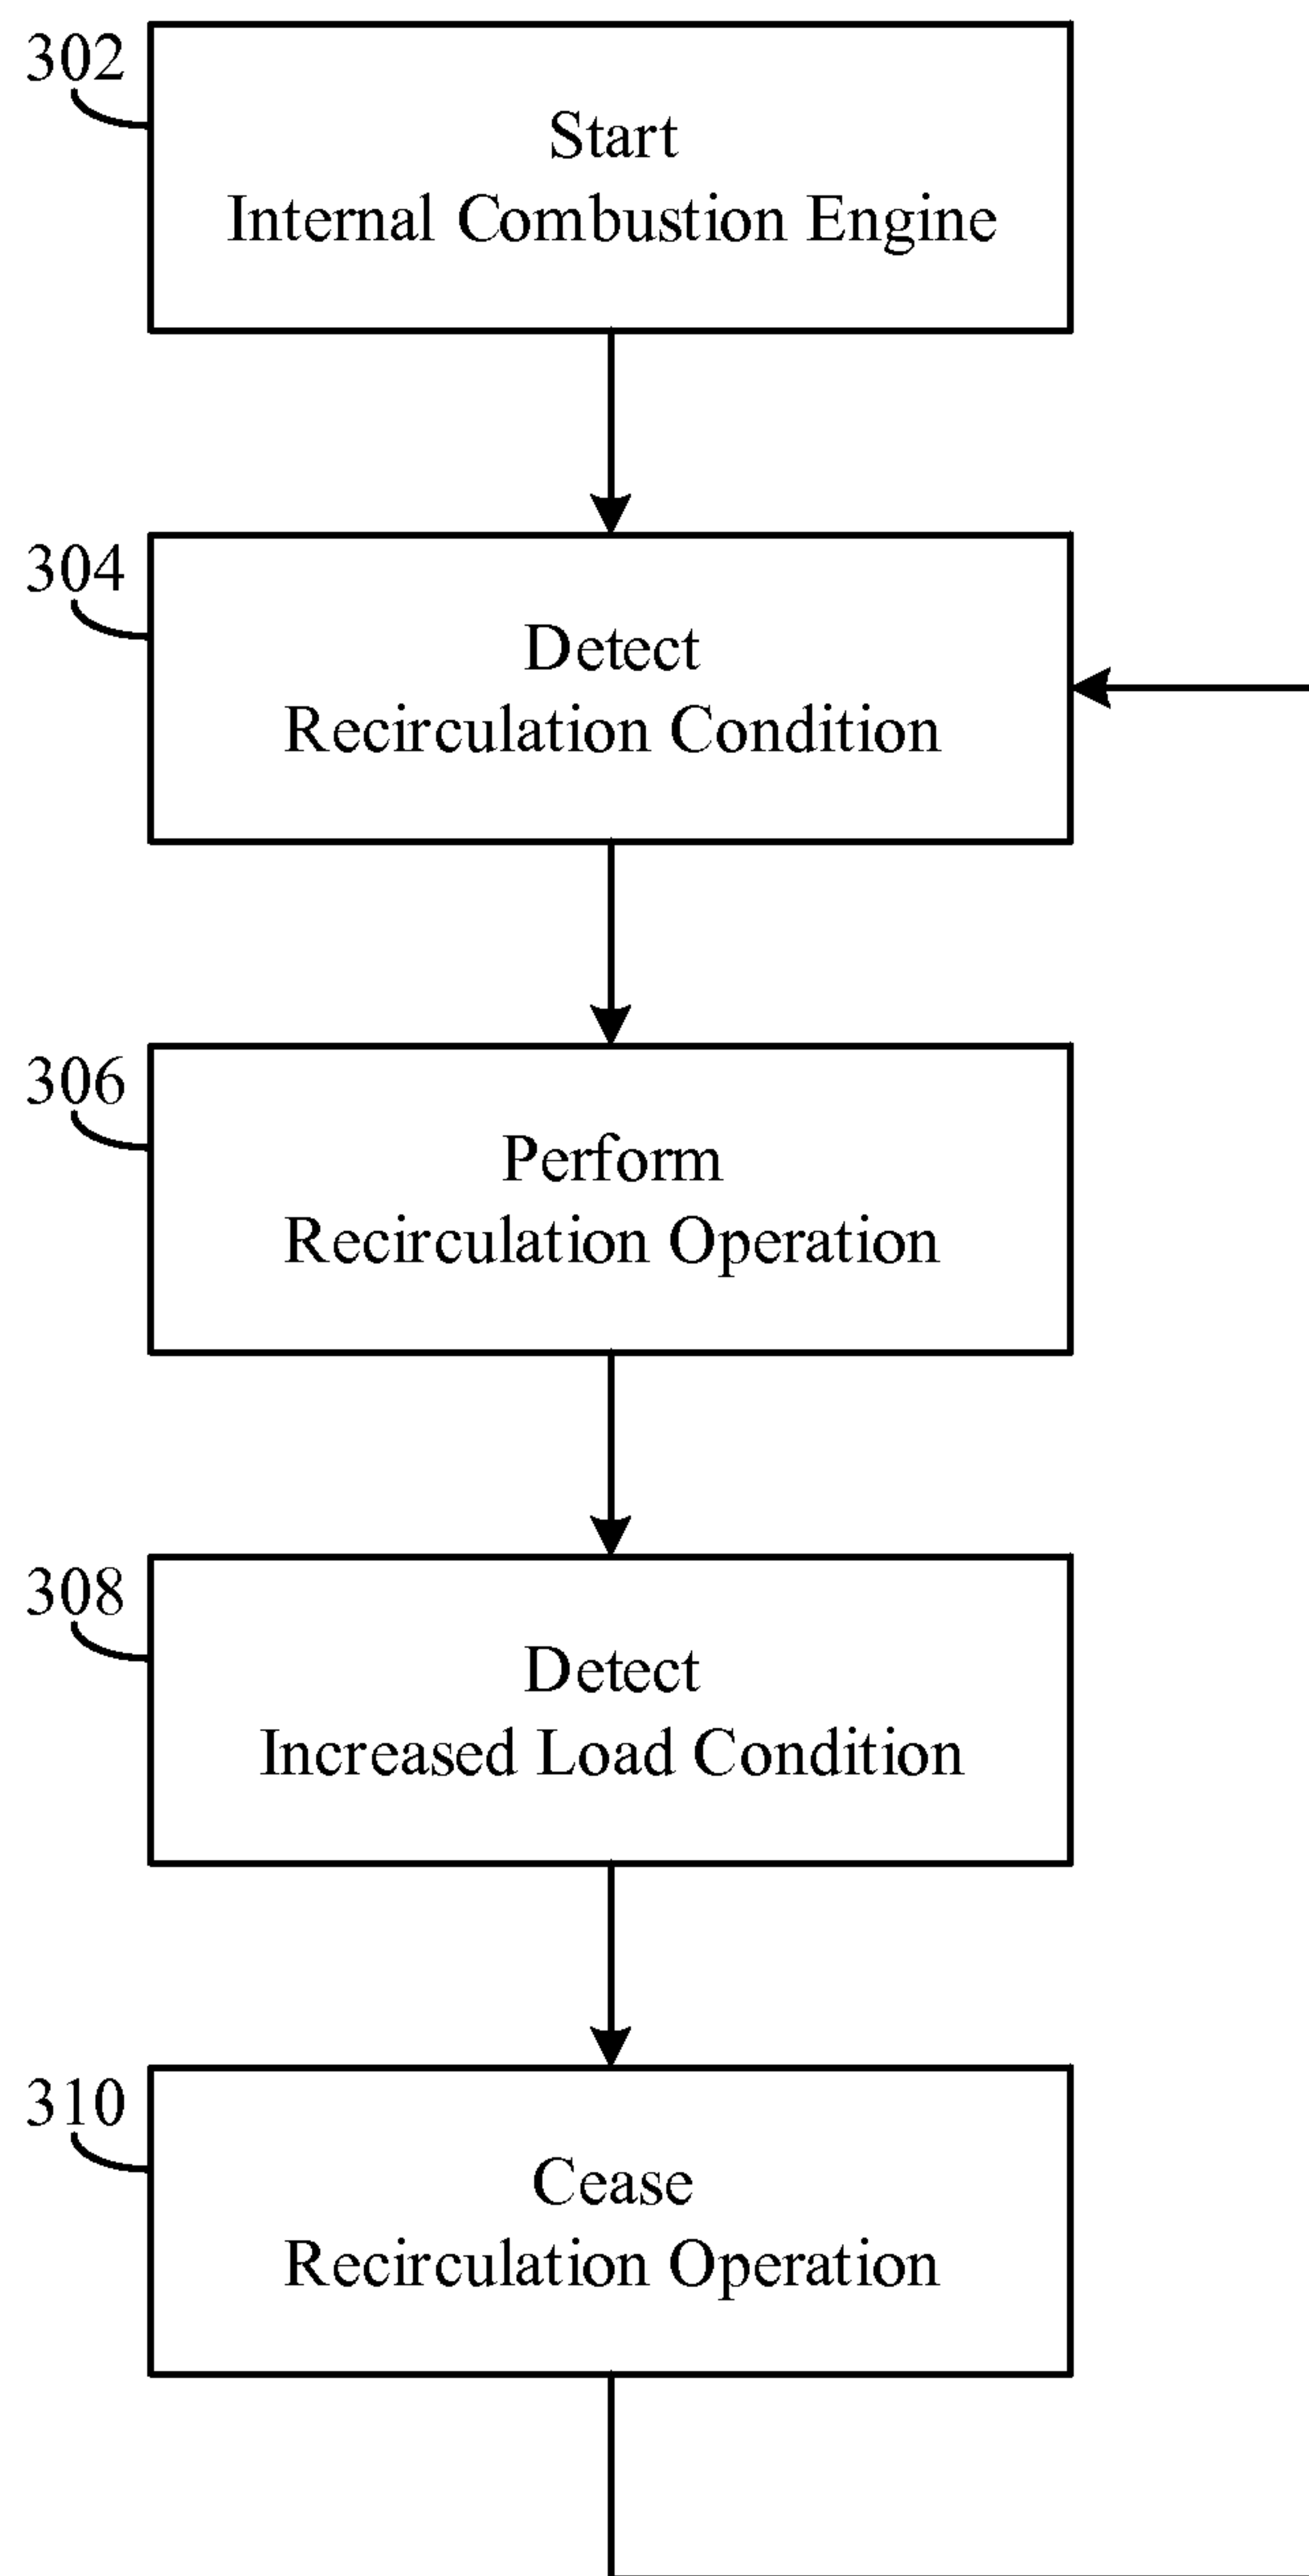 302
Start
Internal Combustion Engine
304
Detect
Recirculation Condition
306
Perform
Recirculation Operation
308
Detect
Increased Load Condition
310
Cease
Recirculation Operation